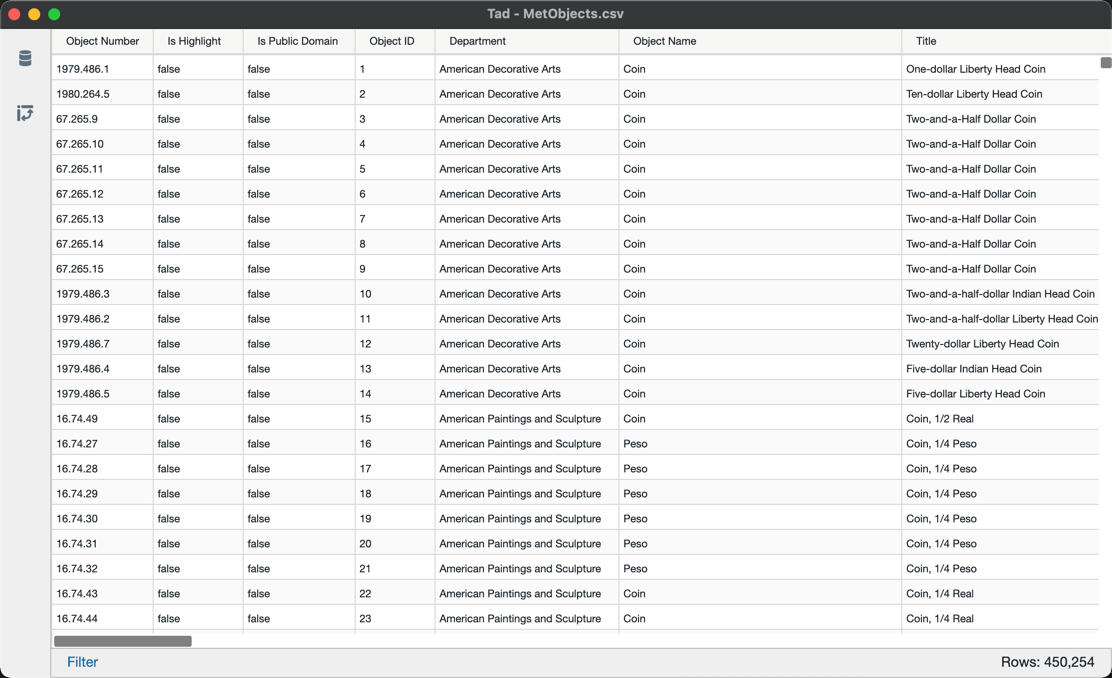 Tad - MetObjects.csv
Object Number Is Highlight Is Public Domain Object ID Department Object Name Title
1979.486.1 false false 1 American Decorative Arts Coin One-dollar Liberty Head Coin
1980.264.5 false false 2 American Decorative Arts Coin Ten-dollar Liberty Head Coin
67.265.9 false false 3 American Decorative Arts Coin Two-and-a-Half Dollar Coin
67.265.10 false false 4 American Decorative Arts Coin Two-and-a-Half Dollar Coin
67.265.11 false false 5 American Decorative Arts Coin Two-and-a-Half Dollar Coin
67.265.12 false false 6 American Decorative Arts Coin Two-and-a-Half Dollar Coin
67.265.13 false false 7 American Decorative Arts Coin Two-and-a-Half Dollar Coin
67.265.14 false false 8 American Decorative Arts Coin Two-and-a-Half Dollar Coin
67.265.15 false false 9 American Decorative Arts Coin Two-and-a-Half Dollar Coin
1979.486.3 false false 10 American Decorative Arts Coin Two-and-a-half-dollar Indian Head Coin
1979.486.2 false false 11 American Decorative Arts Coin Two-and-a-half-dollar Liberty Head Coin
1979.486.7 false false 12 American Decorative Arts Coin Twenty-dollar Liberty Head Coin
1979.486.4 false false 13 American Decorative Arts Coin Five-dollar Indian Head Coin
1979.486.5 false false 14 American Decorative Arts Coin Five-dollar Liberty Head Coin
16.74.49 false false 15 American Paintings and Sculpture Coin Coin, 1/2 Real
16.74.27 false false 16 American Paintings and Sculpture Peso Coin, 1/4 Peso
16.74.28 false false 17 American Paintings and Sculpture Peso Coin, 1/4 Peso
16.74.29 false false 18 American Paintings and Sculpture Peso Coin, 1/4 Peso
16.74.30 false false 19 American Paintings and Sculpture Peso Coin, 1/4 Peso
16.74.31 false false 20 American Paintings and Sculpture Peso Coin, 1/4 Peso
16.74.32 false false 21 American Paintings and Sculpture Peso Coin, 1/4 Peso
16.74.43 false false 22 American Paintings and Sculpture Coin Coin, 1/4 Real
16.74.44 false false 23 American Paintings and Sculpture Coin Coin, 1/4 Real
Filter Rows: 450,254